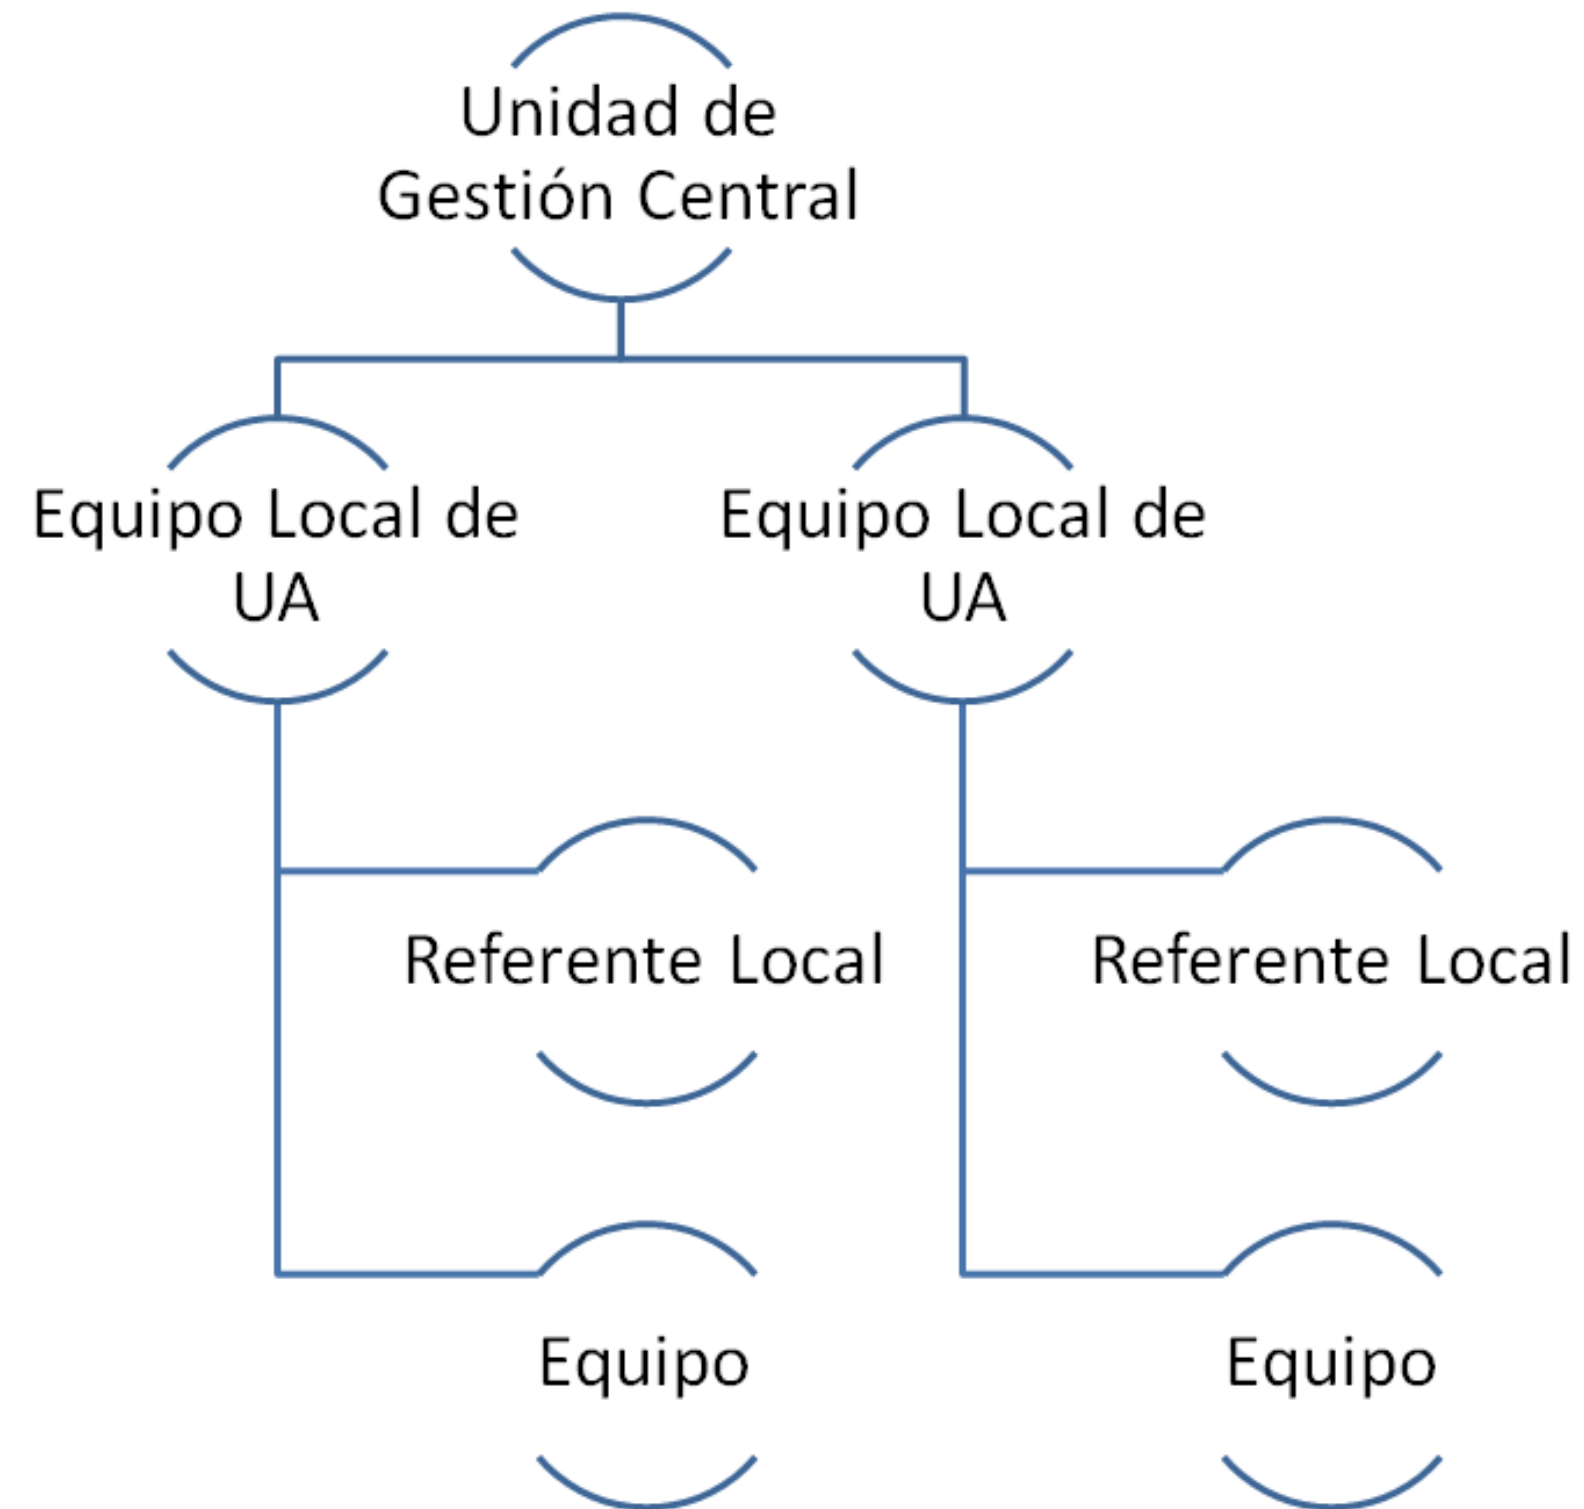 Unidad de
Gestión Central
Equipo Local de
UA
Equipo Local de
UA
Referente Local
Referente Local
Equipo
Equipo